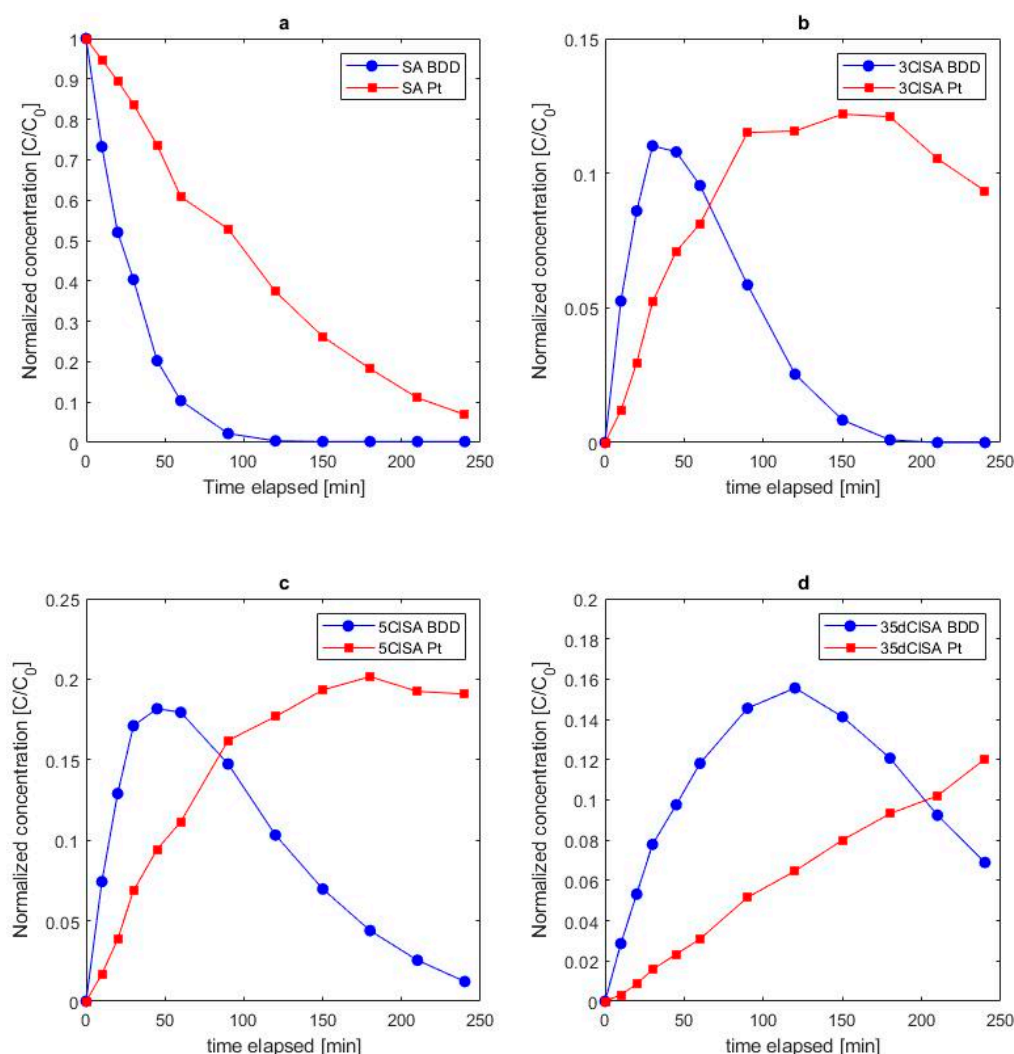 a
Normalized concentration [C/C0]
1
0.9
0.8
0.7
0.6
0.5
0.4
0.3
0.2
0.1
0
0 50 100 150 200 250
Time elapsed [min]
SA BDD
SA Pt
b
Normalized concentration [C/C0]
0.15
0.1
0.05
0
0 50 100 150 200 250
time elapsed [min]
3ClSA BDD
3ClSA Pt
c
Normalized concentration [C/C0]
0.25
0.2
0.15
0.1
0.05
0
0 50 100 150 200 250
time elapsed [min]
5ClSA BDD
5ClSA Pt
d
Normalized concentration [C/C0]
0.2
0.18
0.16
0.14
0.12
0.1
0.08
0.06
0.04
0.02
0
0 50 100 150 200 250
time elapsed [min]
35dClSA BDD
35dClSA Pt